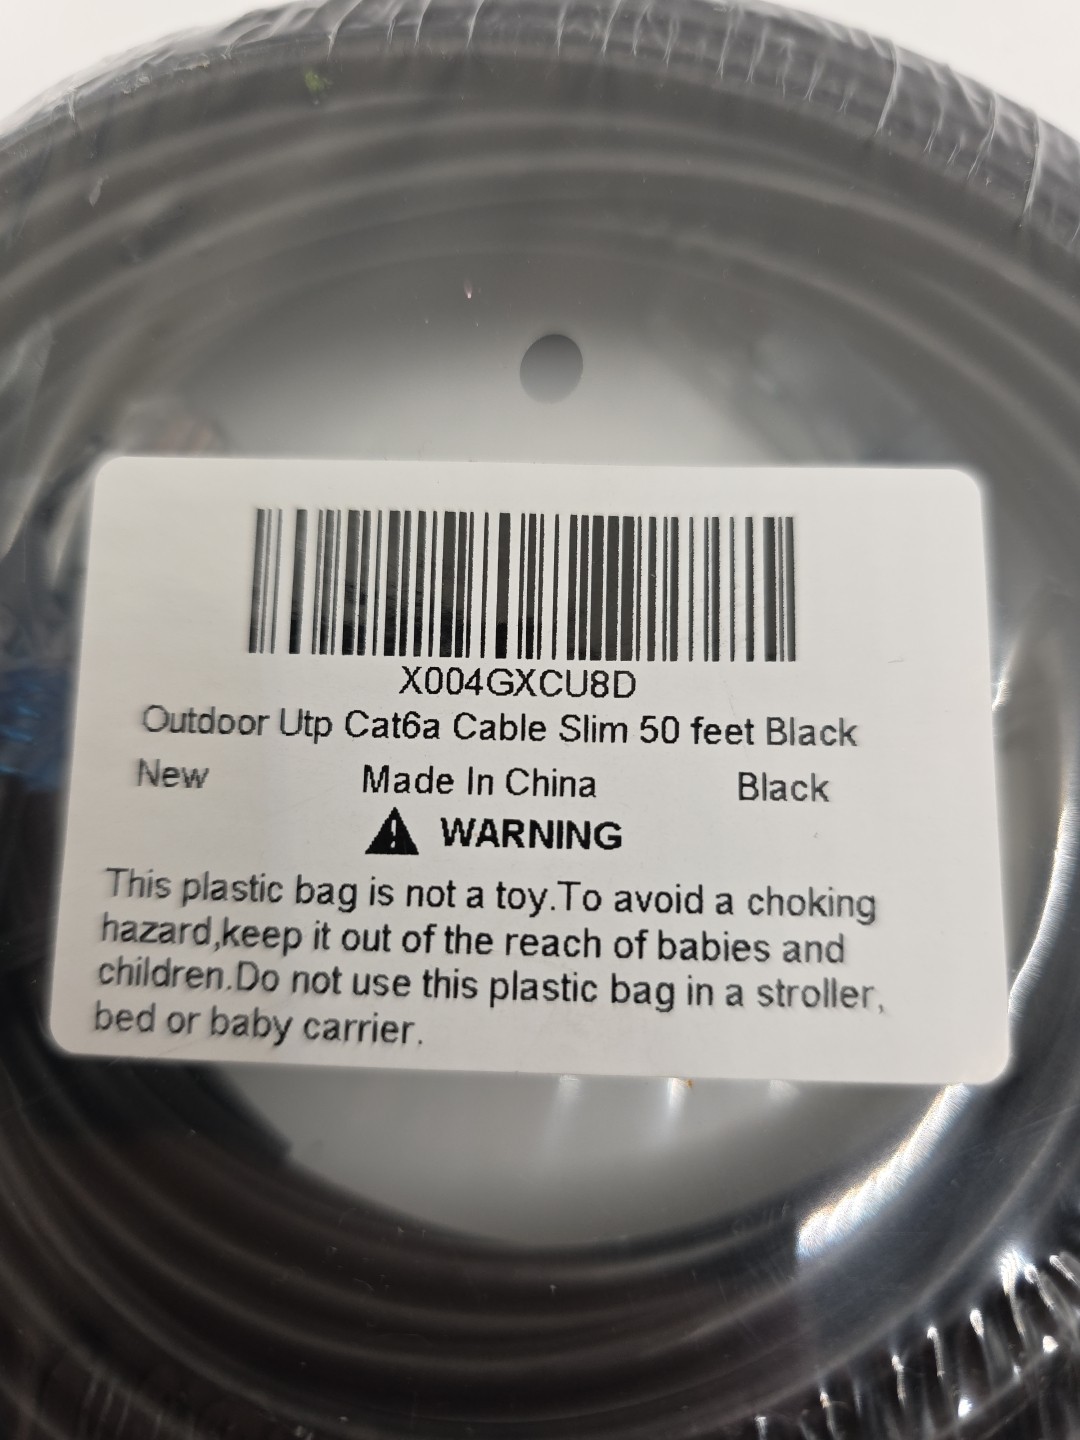 X004GXCU8D
Outdoor Utp Cat6a Cable Slim 50 feet Black
New Made In China Black
WARNING
This plastic bag is not a toy.To avoid a choking
hazard,keep it out of the reach of babies and
children.Do not use this plastic bag in a stroller,
bed or baby carrier.